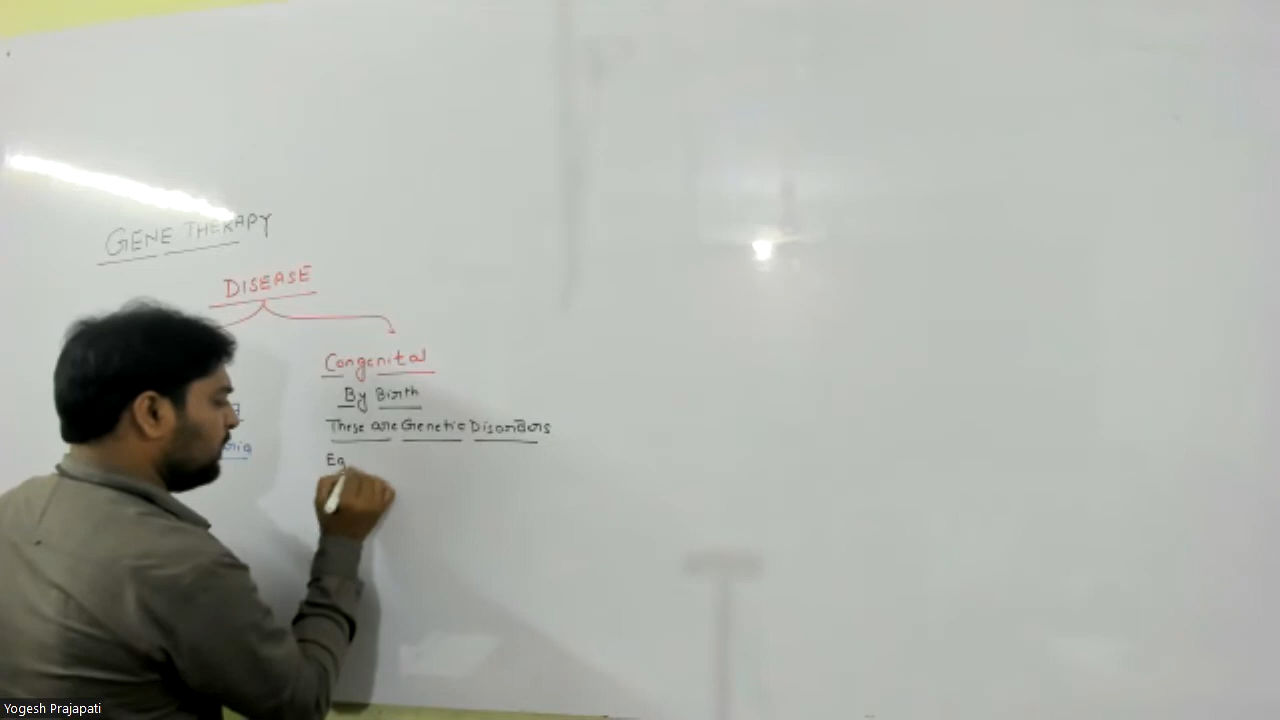 GENE THERAPY
DISEASE
Congenital
By Birth
These are Genetic Disorders
Eg
Yogesh Prajapati